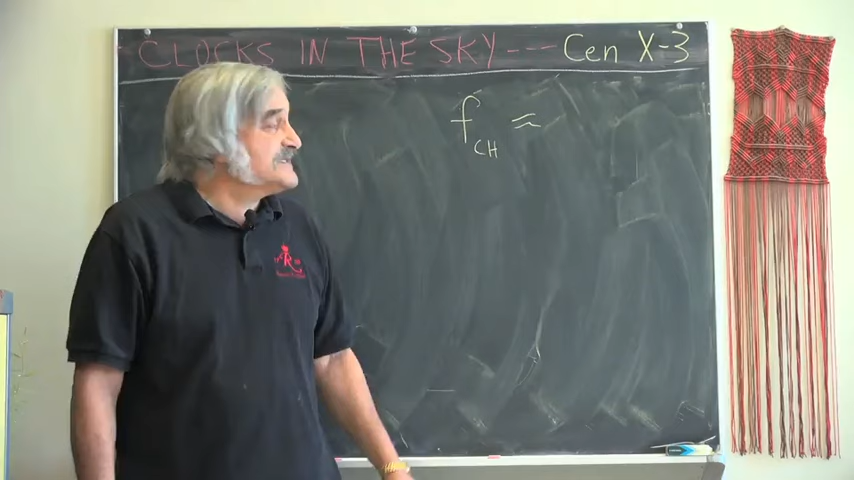 CLOCKS IN THE SKY --- Cen X-3
f_CH ≈
R